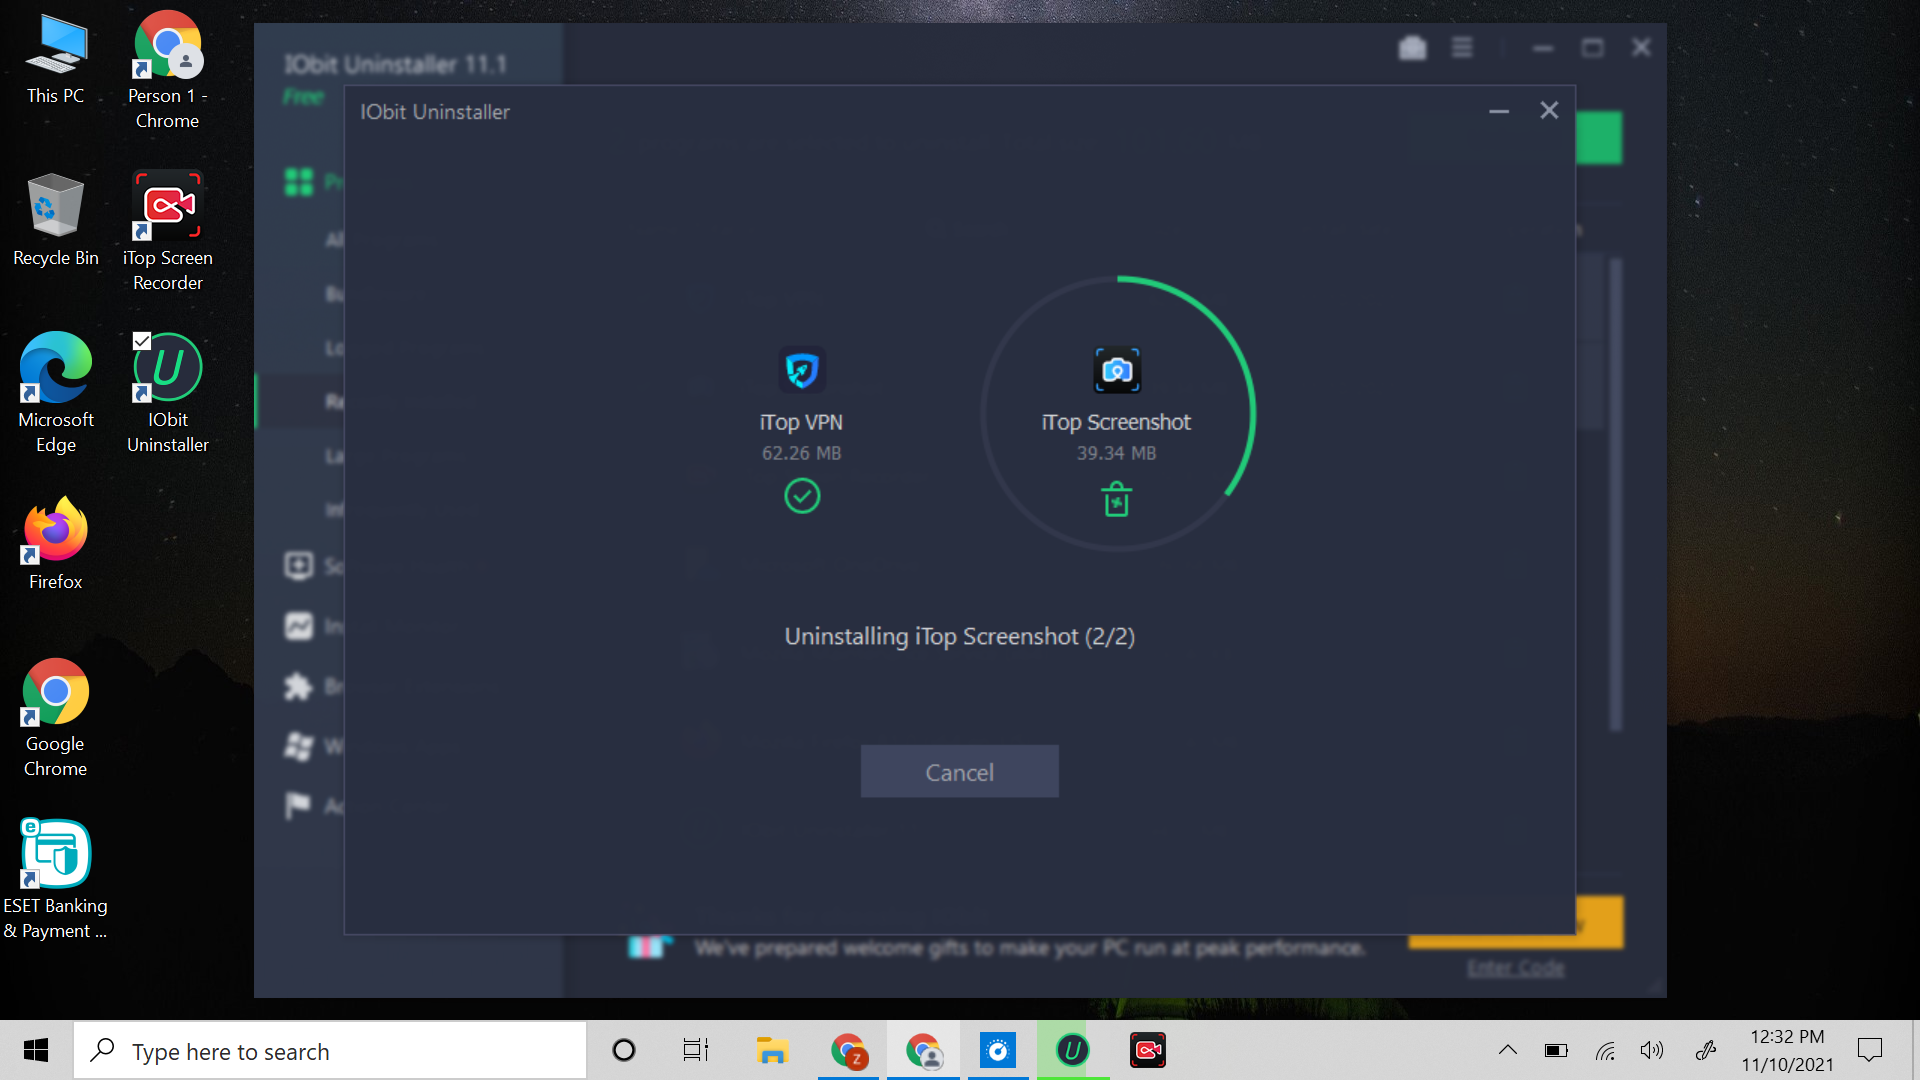 This PC
Person 1 -
Chrome
Recycle Bin
iTop Screen
Recorder
Microsoft
Edge
IObit
Uninstaller
Firefox
Google
Chrome
ESET Banking
& Payment ...
IObit Uninstaller 11.1
Free
IObit Uninstaller
iTop VPN
62.26 MB
iTop Screenshot
39.34 MB
Uninstalling iTop Screenshot (2/2)
Cancel
We've prepared welcome gifts to make your PC run at peak performance.
Enter Code
Type here to search
Z
12:32 PM
11/10/2021